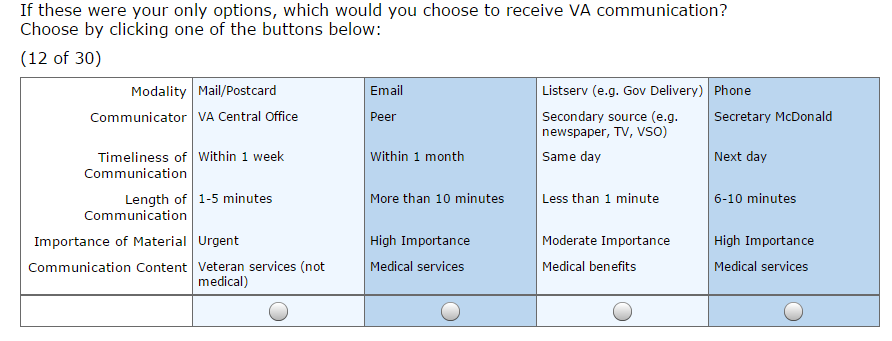 If these were your only options, which would you choose to receive VA communication?
Choose by clicking one of the buttons below:
(12 of 30)
Modality Mail/Postcard Email Listserv (e.g. Gov Delivery) Phone
Communicator VA Central Office Peer Secondary source (e.g. Secretary McDonald
newspaper, TV, VSO)
Timeliness of Within 1 week Within 1 month Same day Next day
Communication
Length of 1-5 minutes More than 10 minutes Less than 1 minute 6-10 minutes
Communication
Importance of Material Urgent High Importance Moderate Importance High Importance
Communication Content Veteran services (not Medical services Medical benefits Medical services
medical)